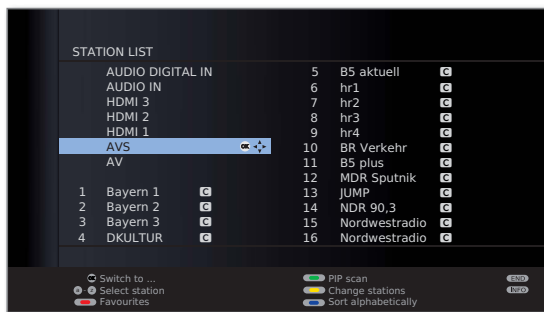 STATION LIST
AUDIO DIGITAL IN
AUDIO IN
HDMI 3
HDMI 2
HDMI 1
AVS OK
AV
1 Bayern 1 C
2 Bayern 2 C
3 Bayern 3 C
4 DKULTUR C
5 B5 aktuell C
6 hr1 C
7 hr2 C
8 hr3 C
9 hr4 C
10 BR Verkehr C
11 B5 plus C
12 MDR Sputnik C
13 JUMP C
14 NDR 90,3 C
15 Nordwestradio C
16 Nordwestradio C
Switch to ...
Select station
Favourites
PIP scan
Change stations
Sort alphabetically
END
INFO